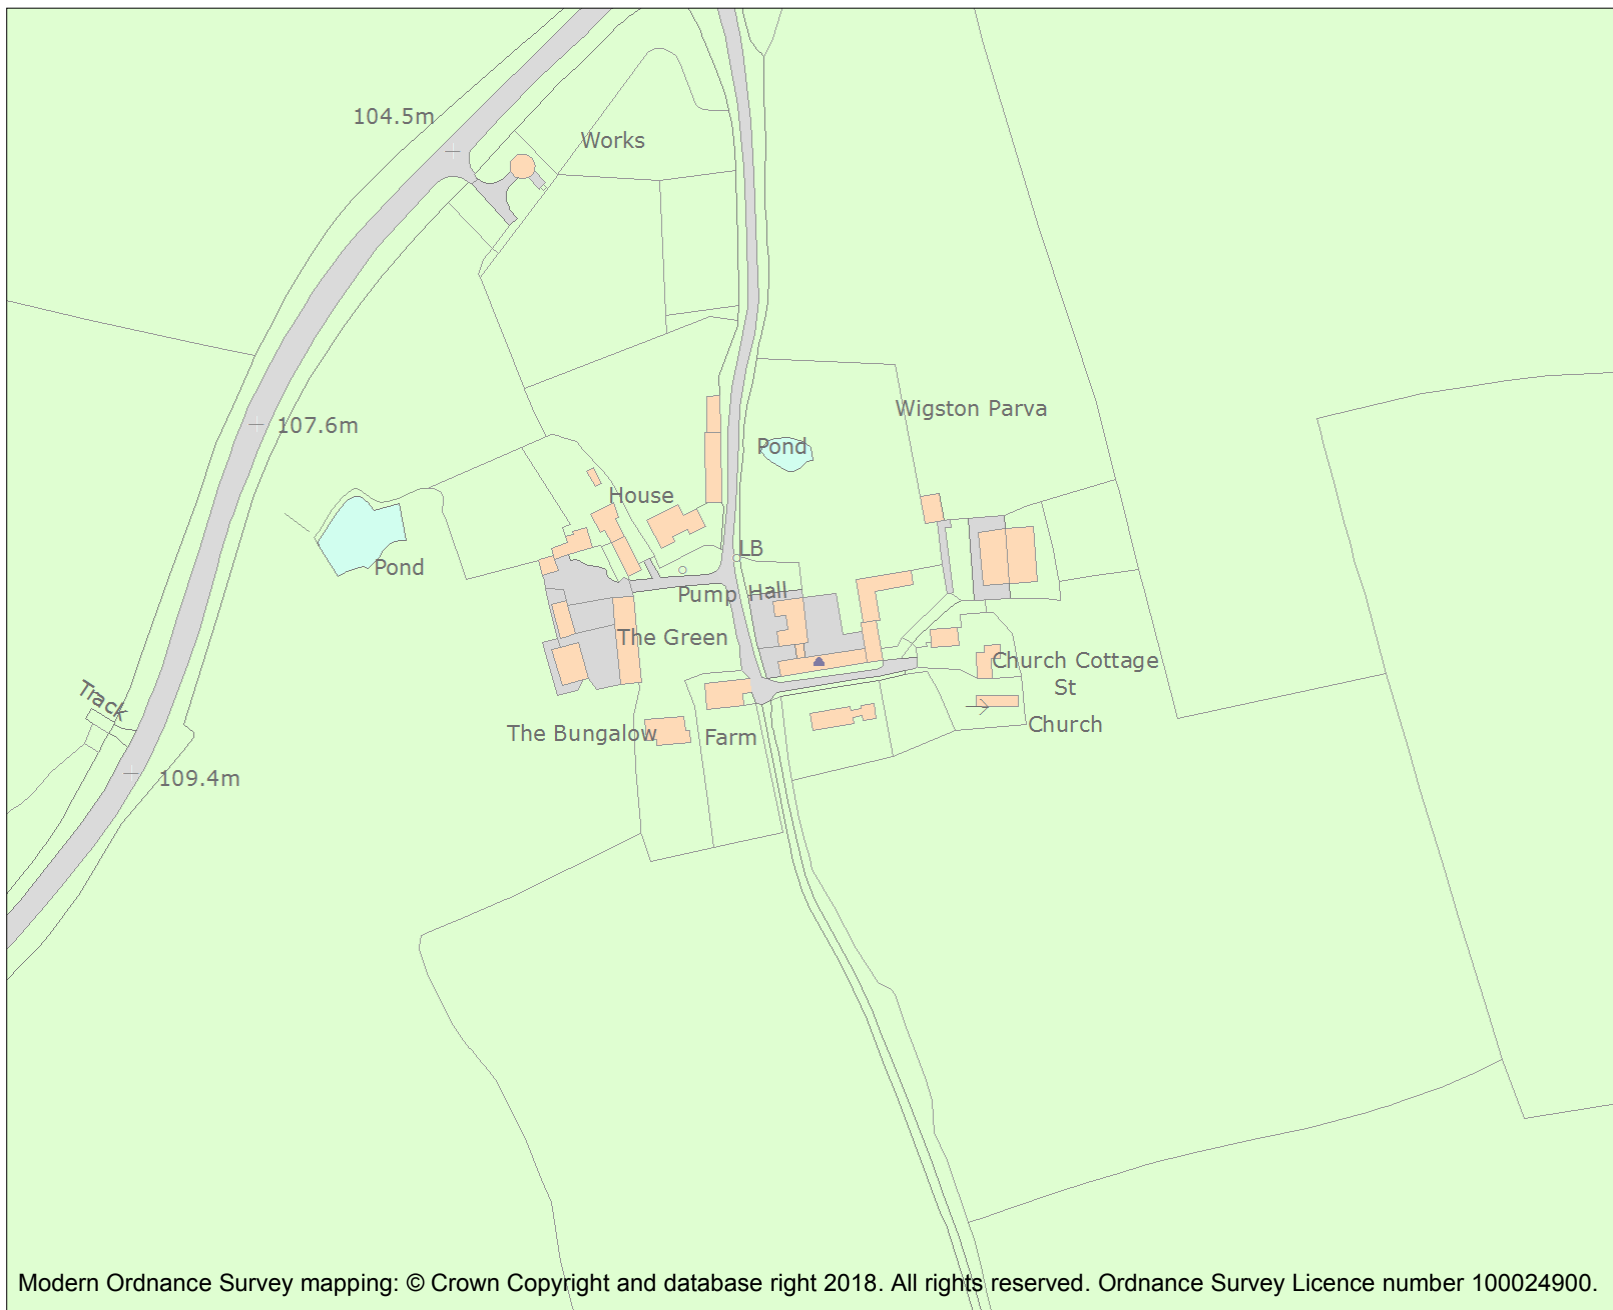 104.5m
Works
Wigston Parva
107.6m
Pond
House
LB
Pond
Pump
Hall
The Green
Church Cottage
St
Track
The Bungalow
Farm
Church
109.4m
Modern Ordnance Survey mapping: © Crown Copyright and database right 2018. All rights reserved. Ordnance Survey Licence number 100024900.